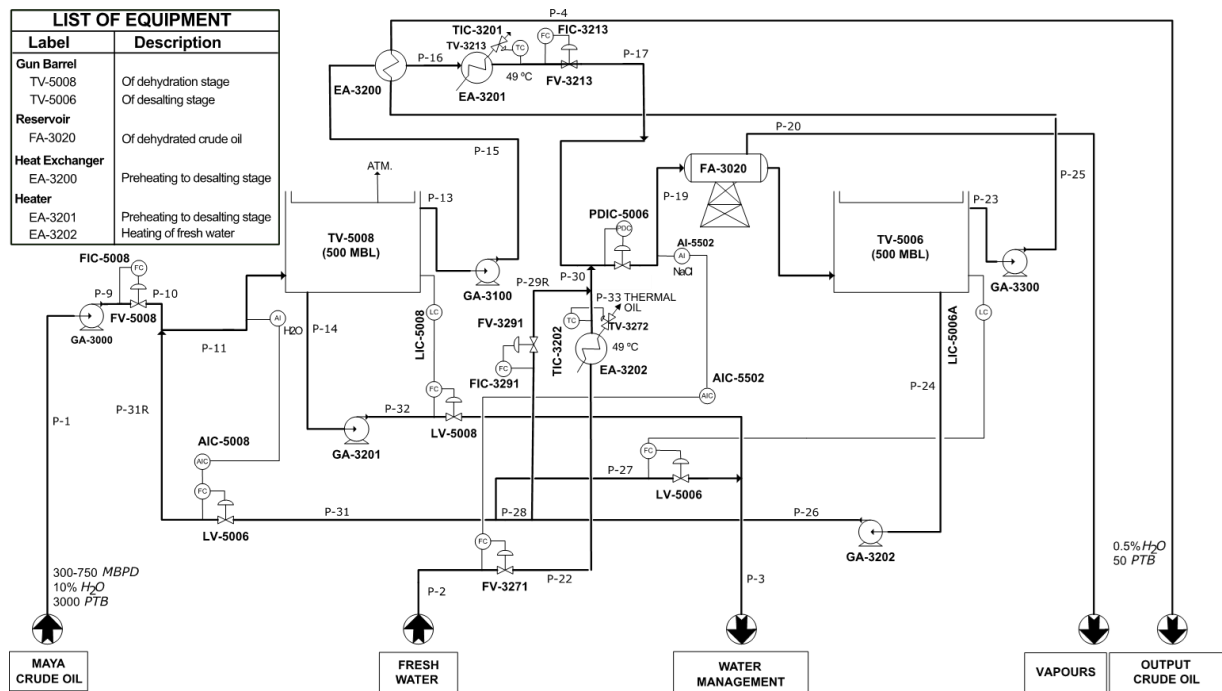 LIST OF EQUIPMENT
Label Description
Gun Barrel
TV-5008 Of dehydration stage
TV-5006 Of desalting stage
Reservoir
FA-3020 Of dehydrated crude oil
Heat Exchanger
EA-3200 Preheating to desalting stage
Heater
EA-3201 Preheating to desalting stage
EA-3202 Heating of fresh water
P-4
TIC-3201
FIC-3213
TV-3213
TC
FC
P-16
P-17
EA-3200
49 ºC
FV-3213
EA-3201
P-20
P-15
ATM.
FA-3020
P-25
P-13
P-19
P-23
PDIC-5006
PDC
TV-5008
(500 MBL)
TV-5006
(500 MBL)
AI-5502
AI
NaCl
FIC-5008
FC
P-9
P-10
GA-3100
P-30
P-29R
GA-3300
FV-5008
GA-3000
P-33
THERMAL
OIL
LIC-5008
LC
AI
H2O
P-14
FV-3291
TC
TV-3272
TIC-3202
LIC-5006A
LC
P-11
49 ºC
FC
FIC-3291
EA-3202
AIC-5502
AIC
P-24
FC
P-1
P-31R
P-32
AIC-5008
LV-5008
GA-3201
AIC
FC
P-27
FC
LV-5006
P-31
P-28
P-26
LV-5006
GA-3202
FC
0.5% H2O
50 PTB
300-750 MBPD
10% H2O
3000 PTB
P-2
FV-3271
P-22
P-3
MAYA
CRUDE OIL
FRESH
WATER
WATER
MANAGEMENT
VAPOURS
OUTPUT
CRUDE OIL